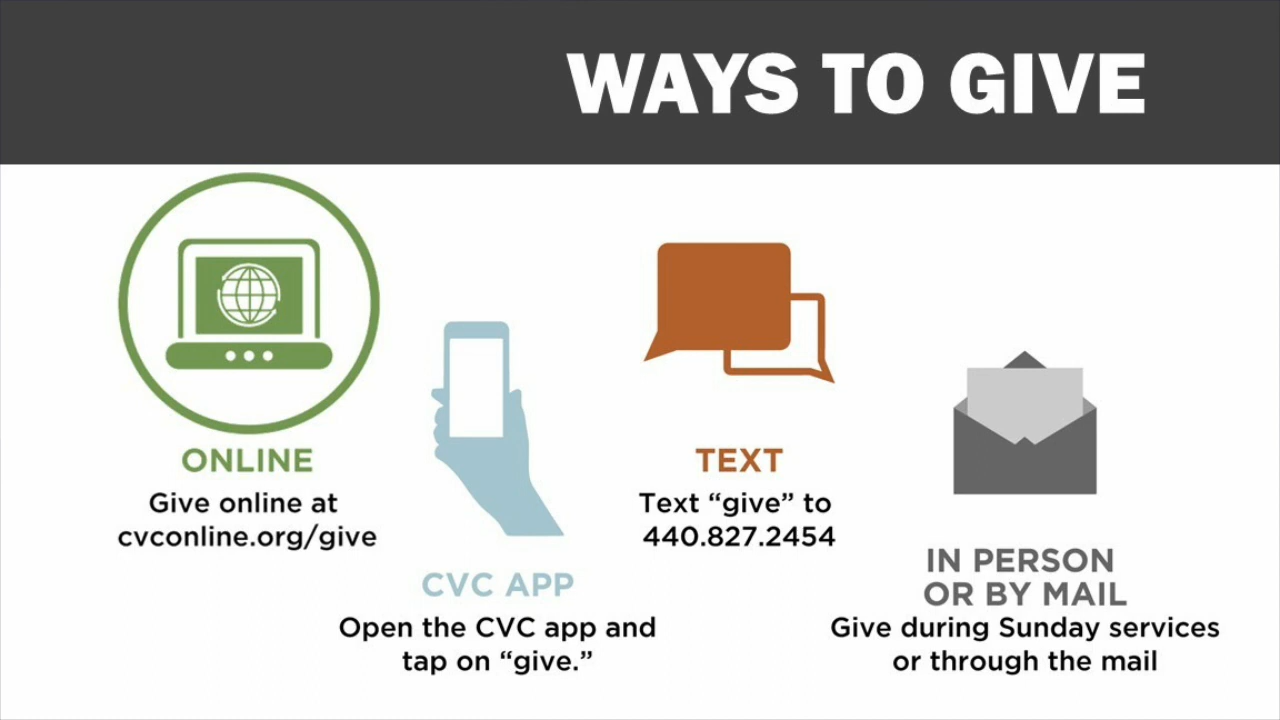 WAYS TO GIVE
ONLINE
Give online at
cvconline.org/give
CVC APP
Open the CVC app and
tap on “give.”
TEXT
Text “give” to
440.827.2454
IN PERSON
OR BY MAIL
Give during Sunday services
or through the mail